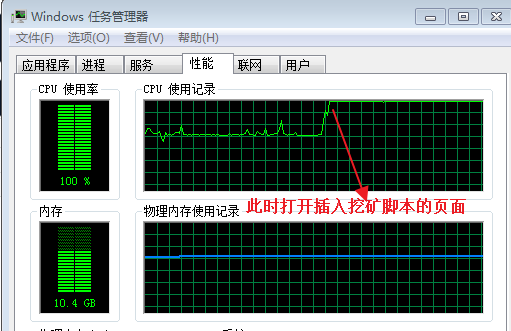 Windows 任务管理器
文件(F) 选项(O) 查看(V) 帮助(H)
应用程序 进程 服务 性能 联网 用户
CPU 使用率 CPU 使用记录
100 %
此时打开插入挖矿脚本的页面
内存 物理内存使用记录
10.4 GB